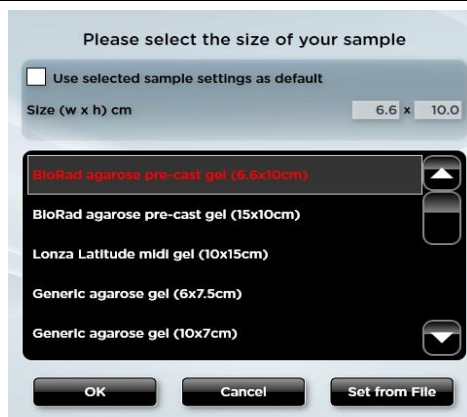 Please select the size of your sample
Use selected sample settings as default
Size (w x h) cm 6.6 x 10.0
BioRad agarose pre-cast gel (6.6x10cm)
BioRad agarose pre-cast gel (15x10cm)
Lonza Latitude midi gel (10x15cm)
Generic agarose gel (6x7.5cm)
Generic agarose gel (10x7cm)
OK Cancel Set from File